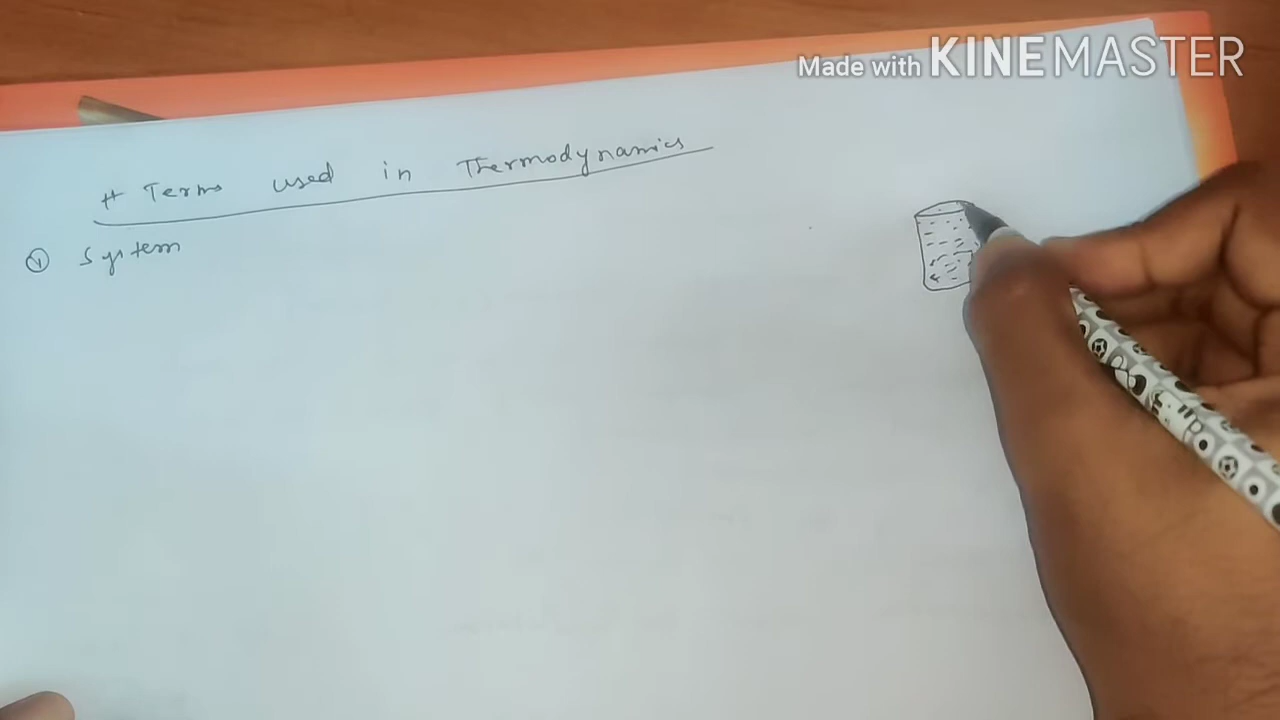 Made with KINEMASTER
# Terms used in Thermodynamics
① System